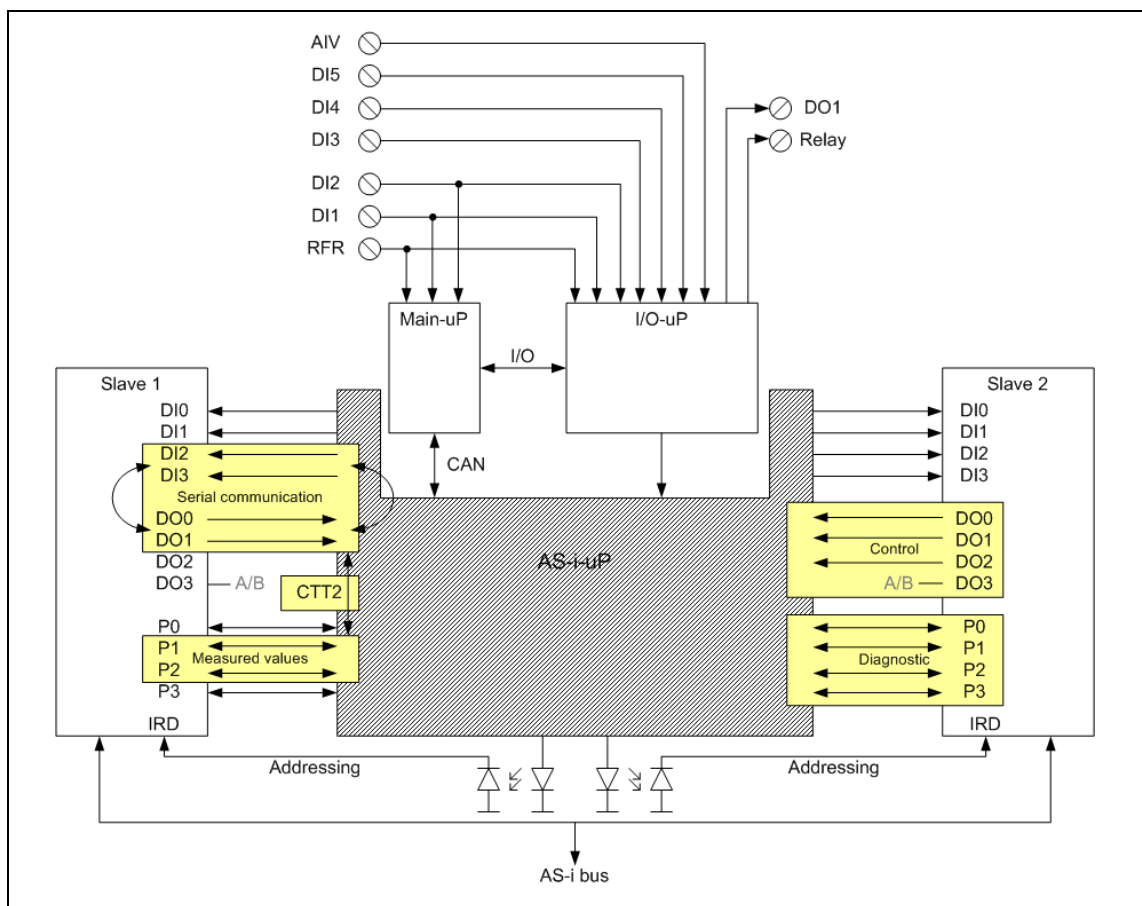 AIV
DI5
DI4
DI3
DI2
DI1
RFR
DO1
Relay
Main-uP
I/O-uP
I/O
CAN
Slave 1
DI0
DI1
DI2
DI3
Serial communication
DO0
DO1
DO2
DO3
A/B
CTT2
P0
P1
Measured values
P2
P3
IRD
AS-i-uP
Slave 2
DI0
DI1
DI2
DI3
DO0
DO1
Control
DO2
A/B
DO3
P0
P1
Diagnostic
P2
P3
IRD
Addressing
Addressing
AS-i bus